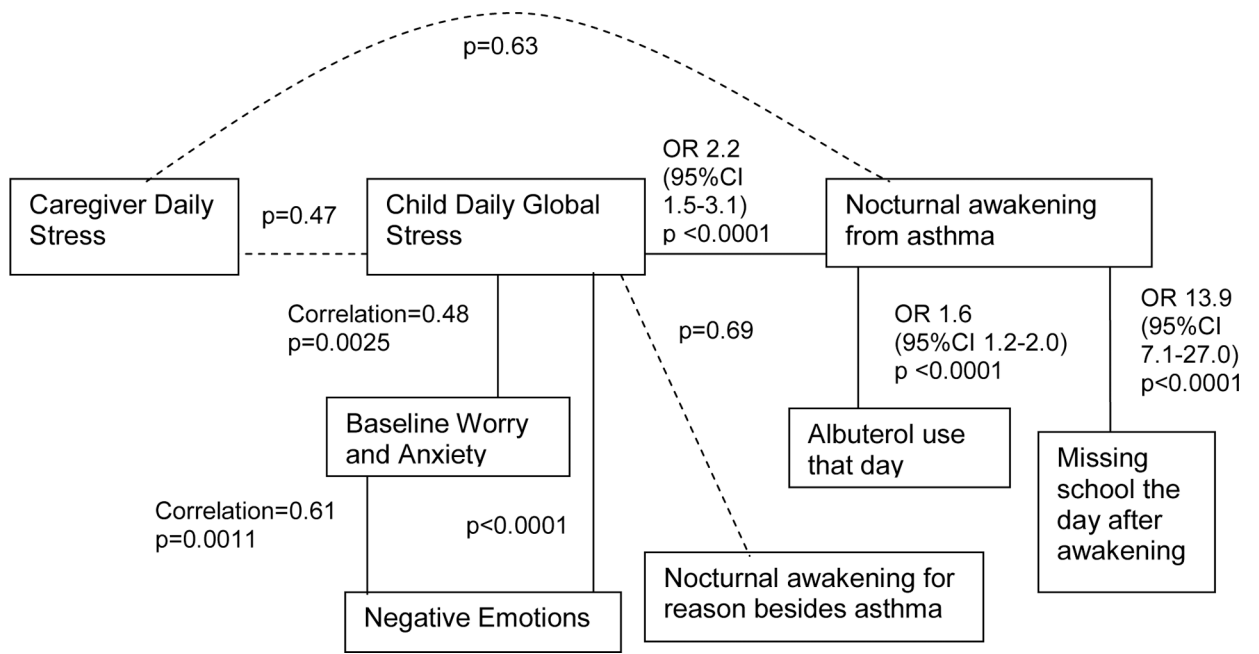 p=0.63
Caregiver Daily
Stress
p=0.47
Child Daily Global
Stress
OR 2.2
(95%CI
1.5-3.1)
p <0.0001
Nocturnal awakening
from asthma
Correlation=0.48
p=0.0025
p=0.69
OR 1.6
(95%CI 1.2-2.0)
p <0.0001
OR 13.9
(95%CI
7.1-27.0)
p<0.0001
Baseline Worry
and Anxiety
Albuterol use
that day
Missing
school the
day after
awakening
Correlation=0.61
p=0.0011
p<0.0001
Negative Emotions
Nocturnal awakening for
reason besides asthma